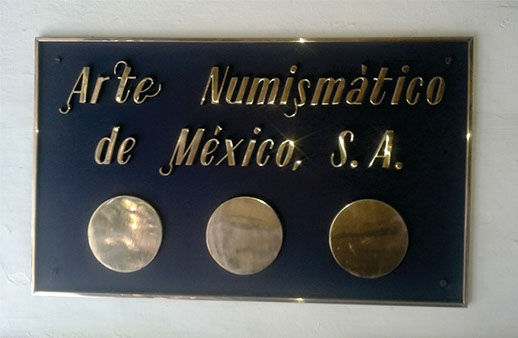 Arte Numismático
de México, S.A.